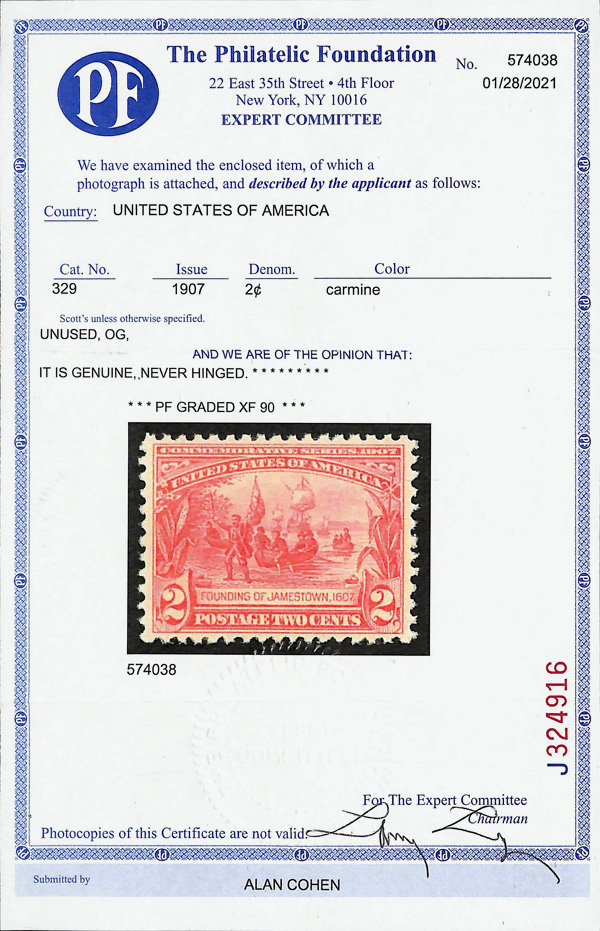 PF
The Philatelic Foundation
No. 574038
22 East 35th Street • 4th Floor
01/28/2021
New York, NY 10016
EXPERT COMMITTEE
We have examined the enclosed item, of which a
photograph is attached, and described by the applicant as follows:
Country: UNITED STATES OF AMERICA
Cat. No. Issue Denom. Color
329 1907 2¢ carmine
Scott's unless otherwise specified.
UNUSED, OG,
AND WE ARE OF THE OPINION THAT:
IT IS GENUINE,,NEVER HINGED. * * * * * * * * *
* * * PF GRADED XF 90 * * *
COMMEMORATIVE SERIES, 1907
UNITED STATES OF AMERICA
FOUNDING OF JAMESTOWN, 1607
2 2
POSTAGE TWO CENTS
574038
J324916
EXPERT
COMMITTEE
For The Expert Committee
Chairman
Photocopies of this Certificate are not valid.
Submitted by
ALAN COHEN